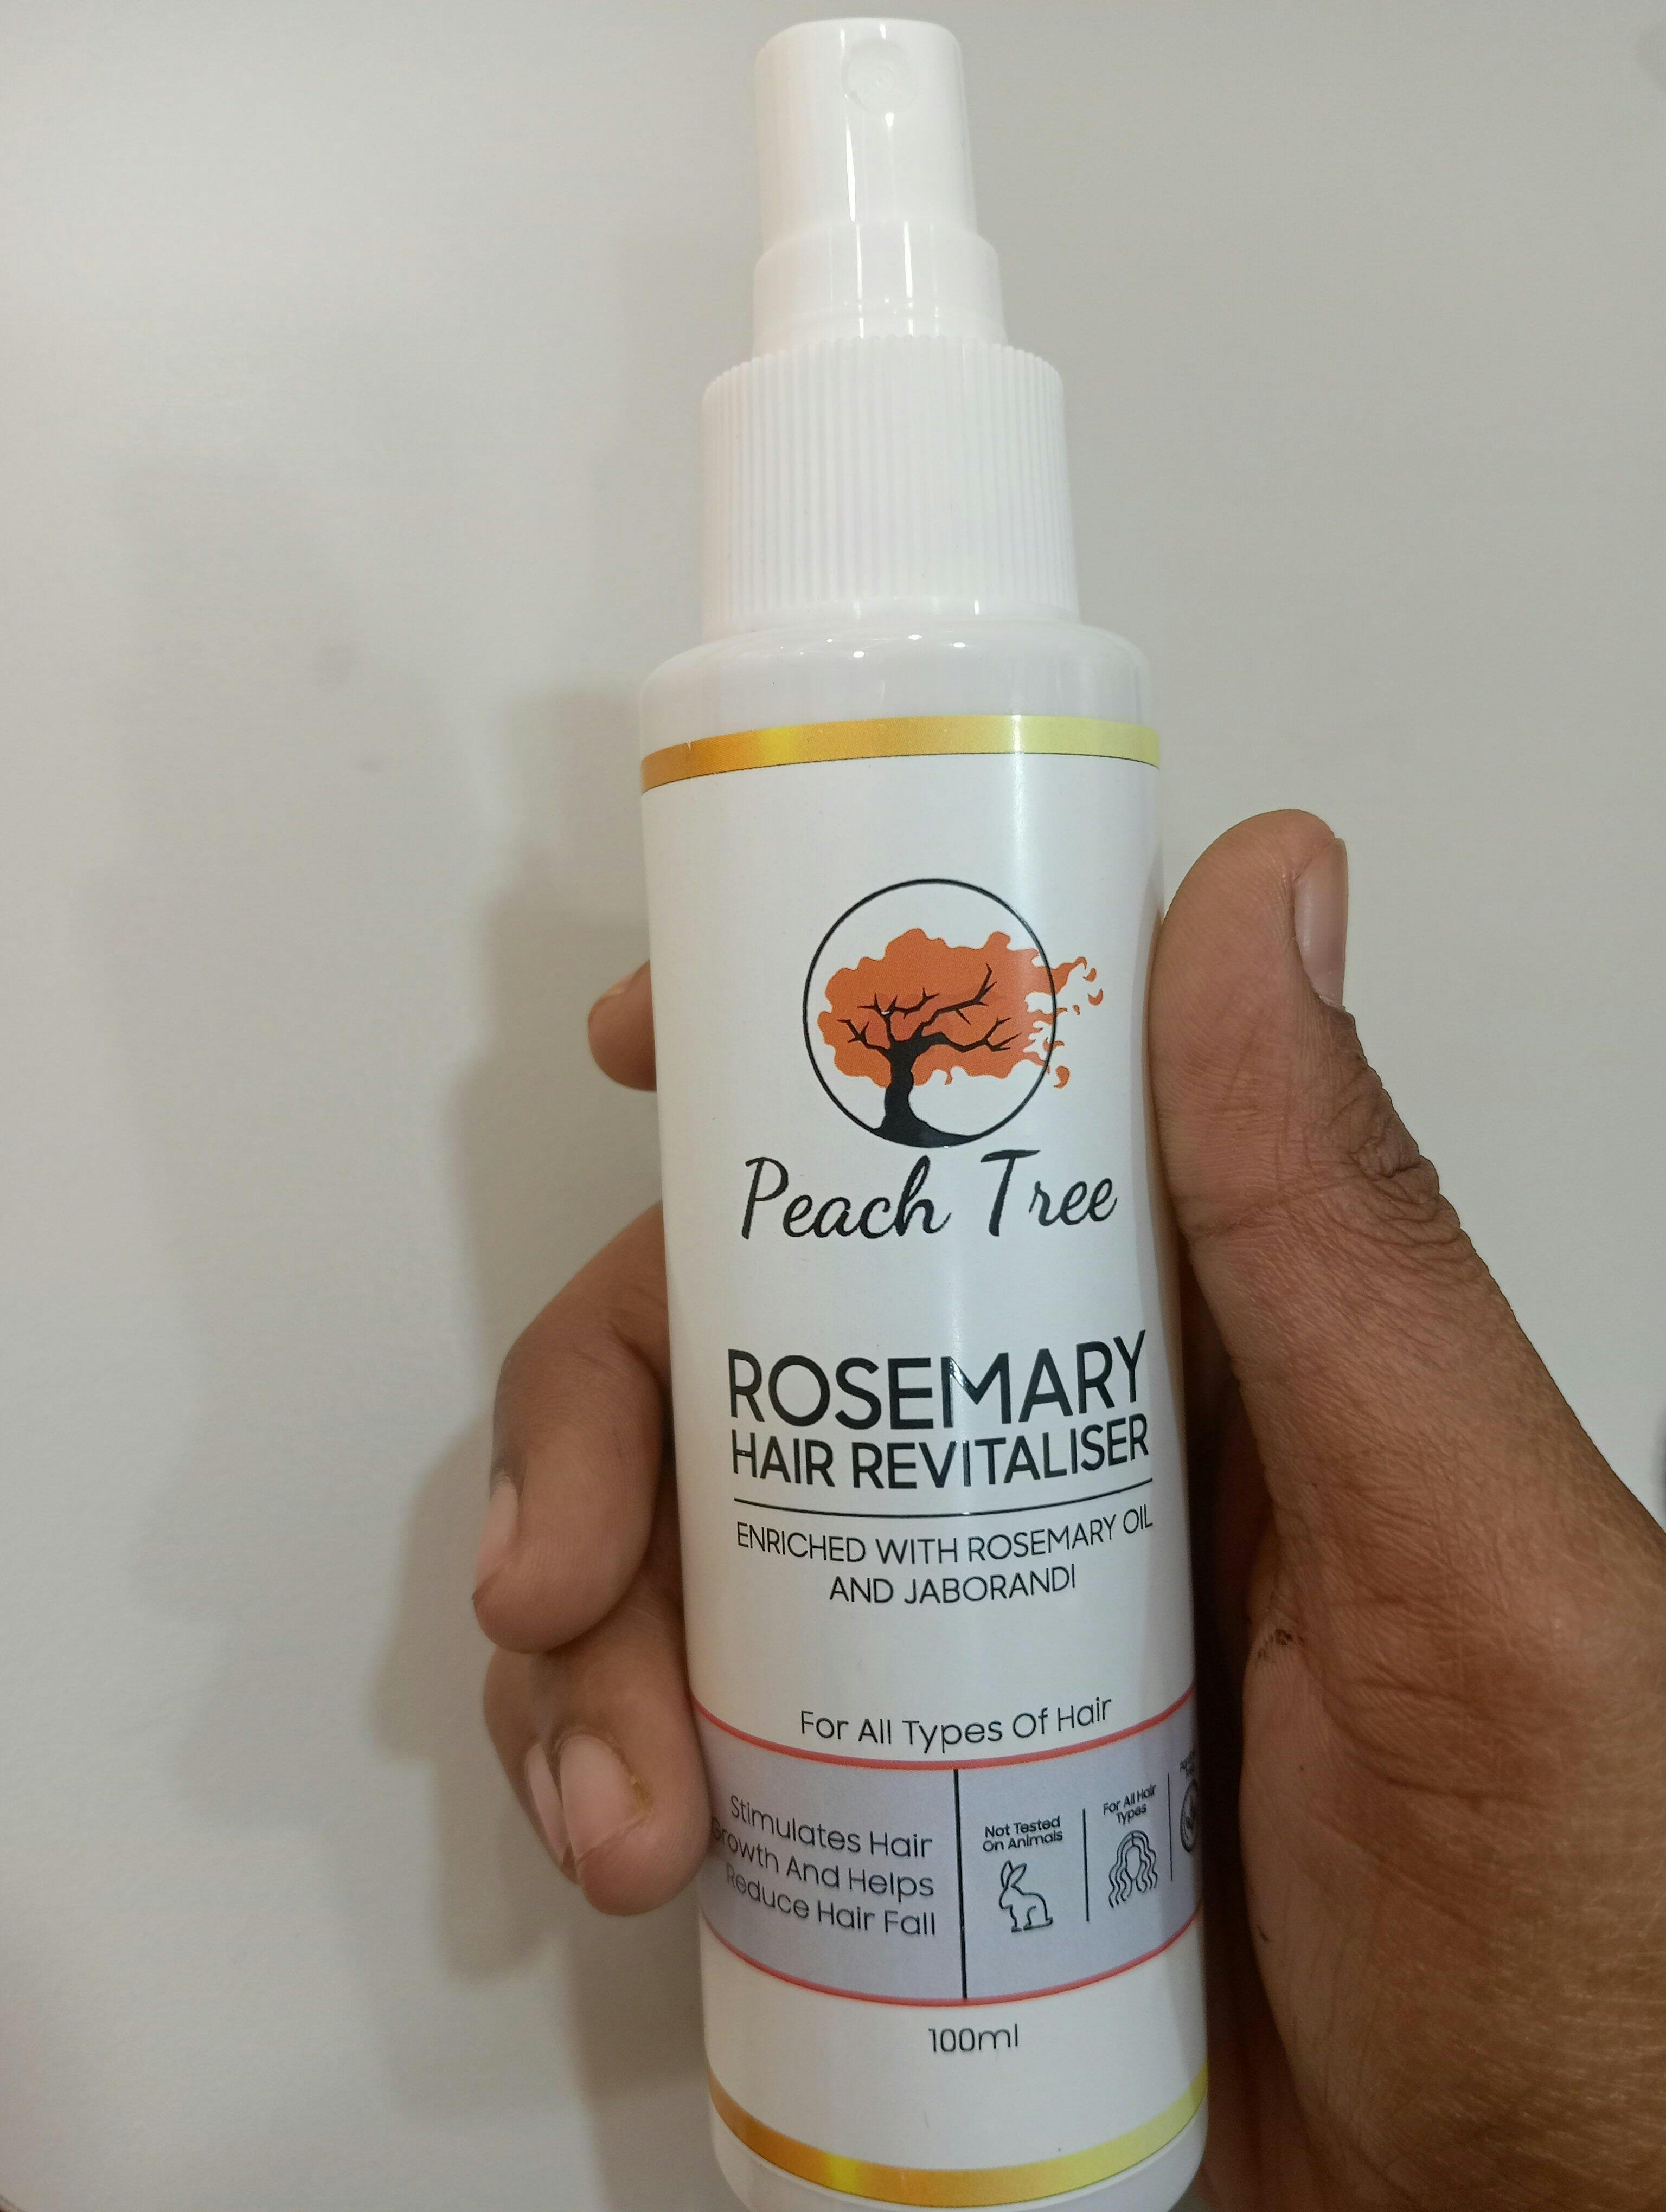 Peach Tree
ROSEMARY
HAIR REVITALISER
ENRICHED WITH ROSEMARY OIL
AND JABORANDI
For All Types Of Hair
Stimulates Hair
Growth And Helps
Reduce Hair Fall
Not Tested
On Animals
For All Hair
Types
100ml